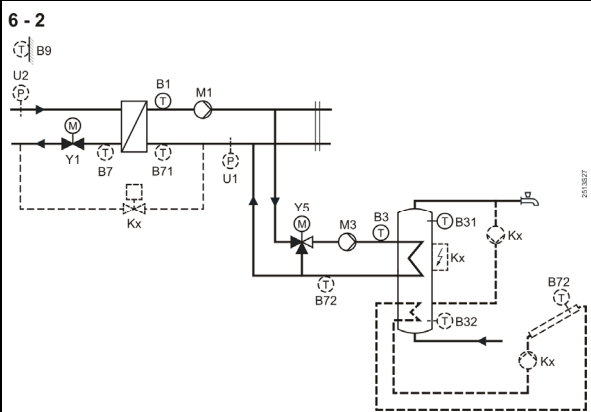 6 - 2
T B9
U2
P
B1
T
M1
M
Y1
T
B7
T
B71
P
U1
Kx
Y5
M
M3
B3
T
T B31
Kx
Kx
T
B72
B72
T
T B32
Kx
2513S27